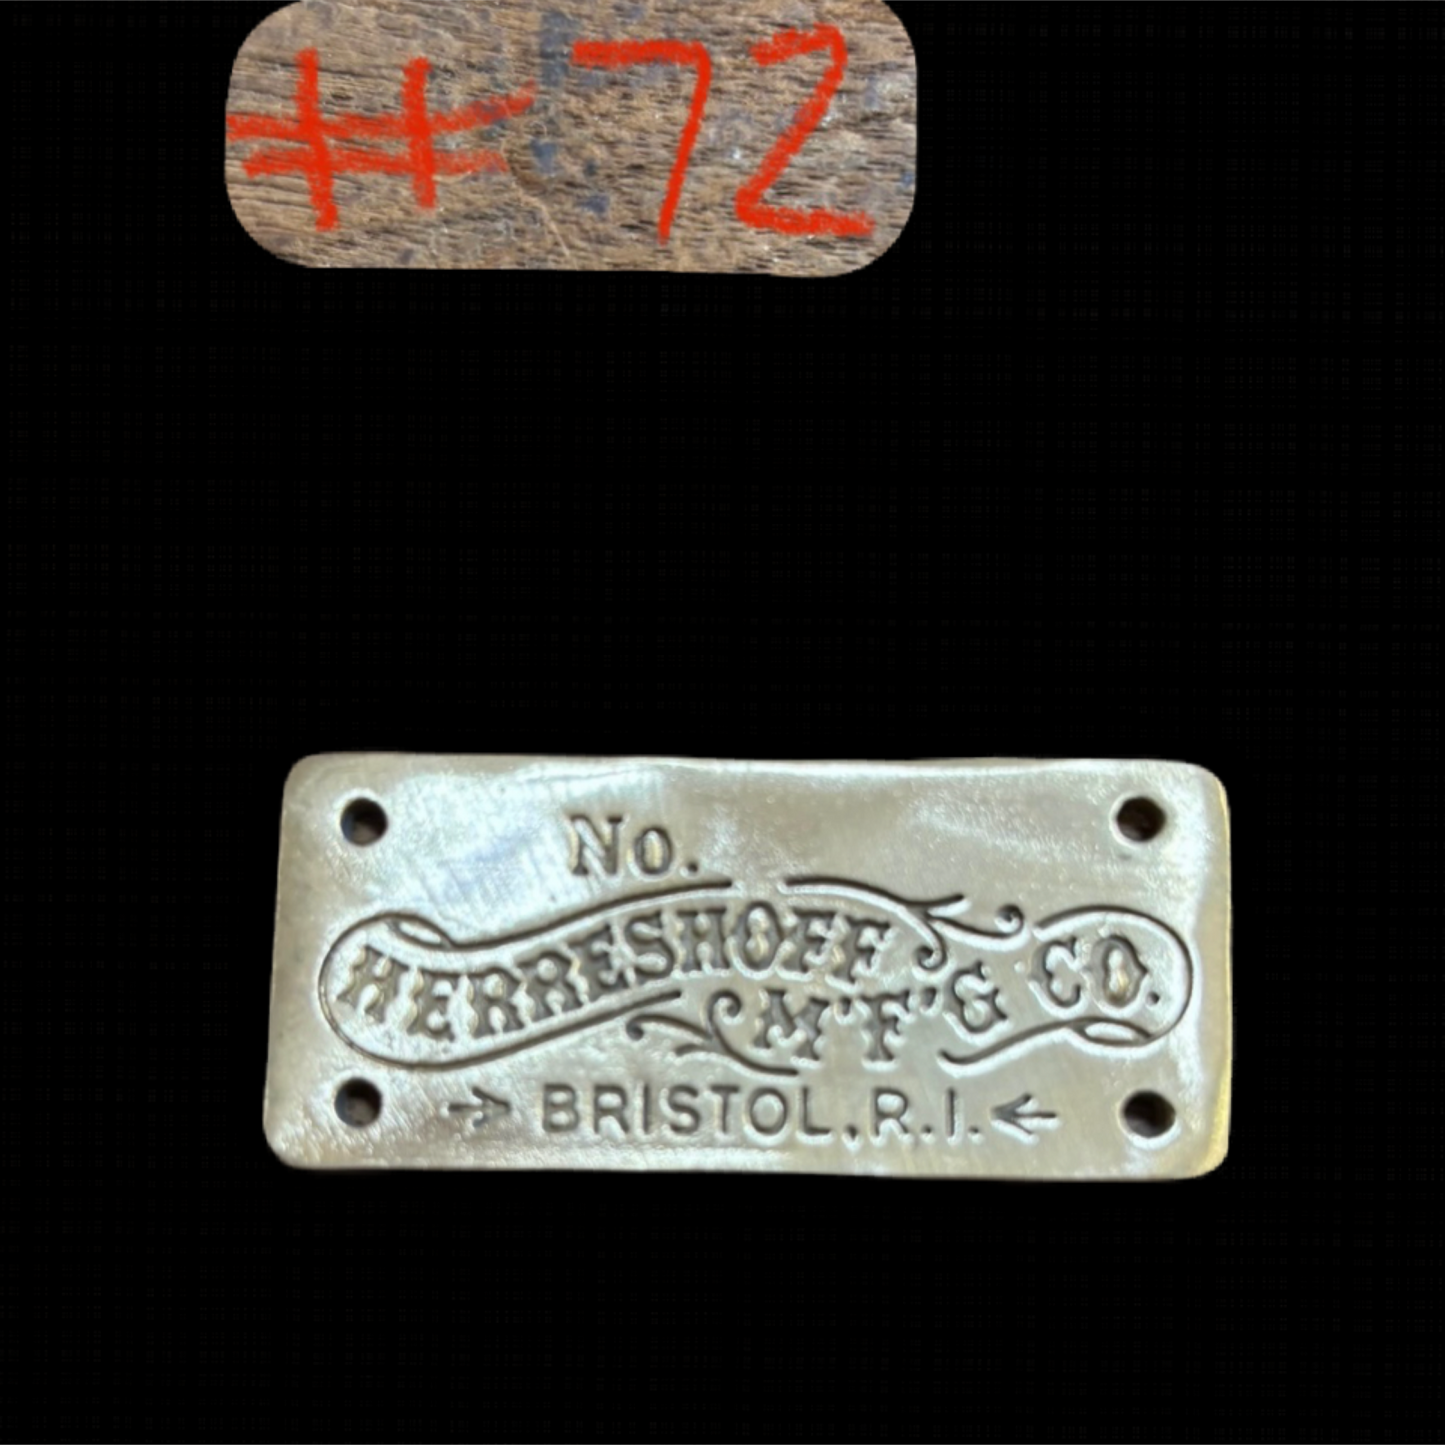 #72
No.
HERRESHOFF
M'F'G CO.
→ BRISTOL, R.I. ←